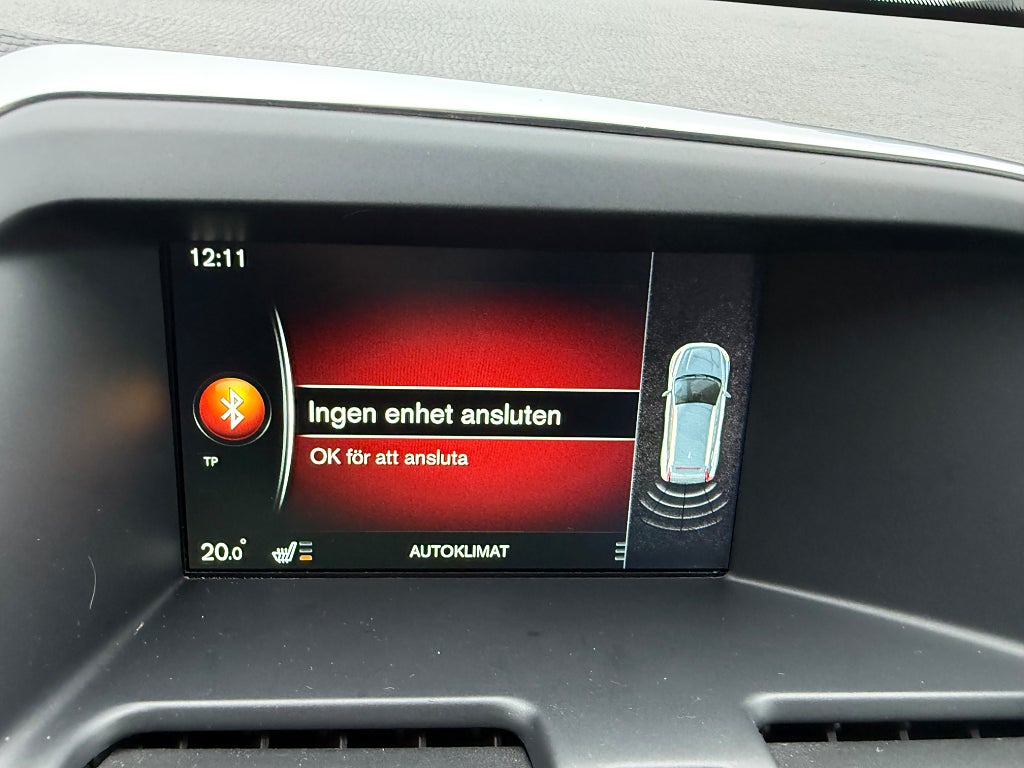 12:11
Ingen enhet ansluten
OK för att ansluta
TP
20.0°
AUTOKLIMAT